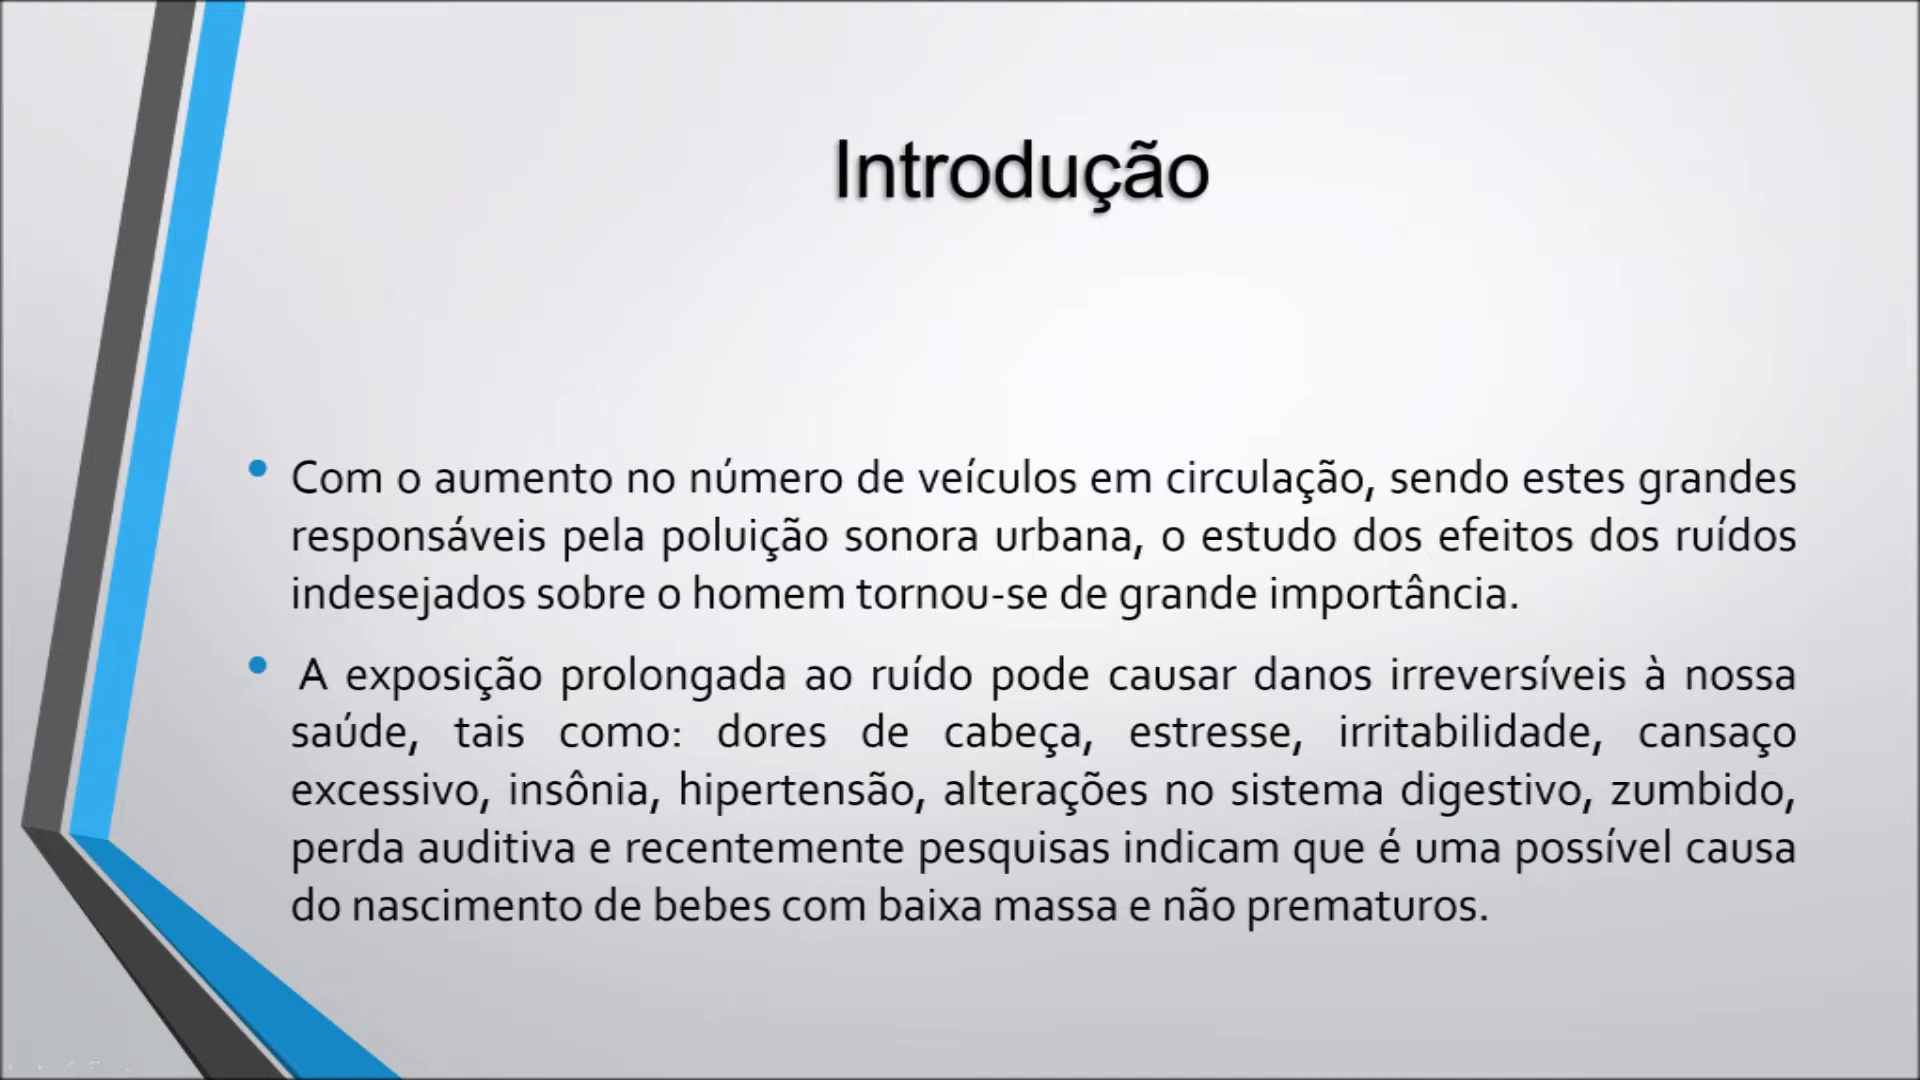 Introdução
• Com o aumento no número de veículos em circulação, sendo estes grandes
responsáveis pela poluição sonora urbana, o estudo dos efeitos dos ruídos
indesejados sobre o homem tornou-se de grande importância.
• A exposição prolongada ao ruído pode causar danos irreversíveis à nossa
saúde, tais como: dores de cabeça, estresse, irritabilidade, cansaço
excessivo, insônia, hipertensão, alterações no sistema digestivo, zumbido,
perda auditiva e recentemente pesquisas indicam que é uma possível causa
do nascimento de bebes com baixa massa e não prematuros.